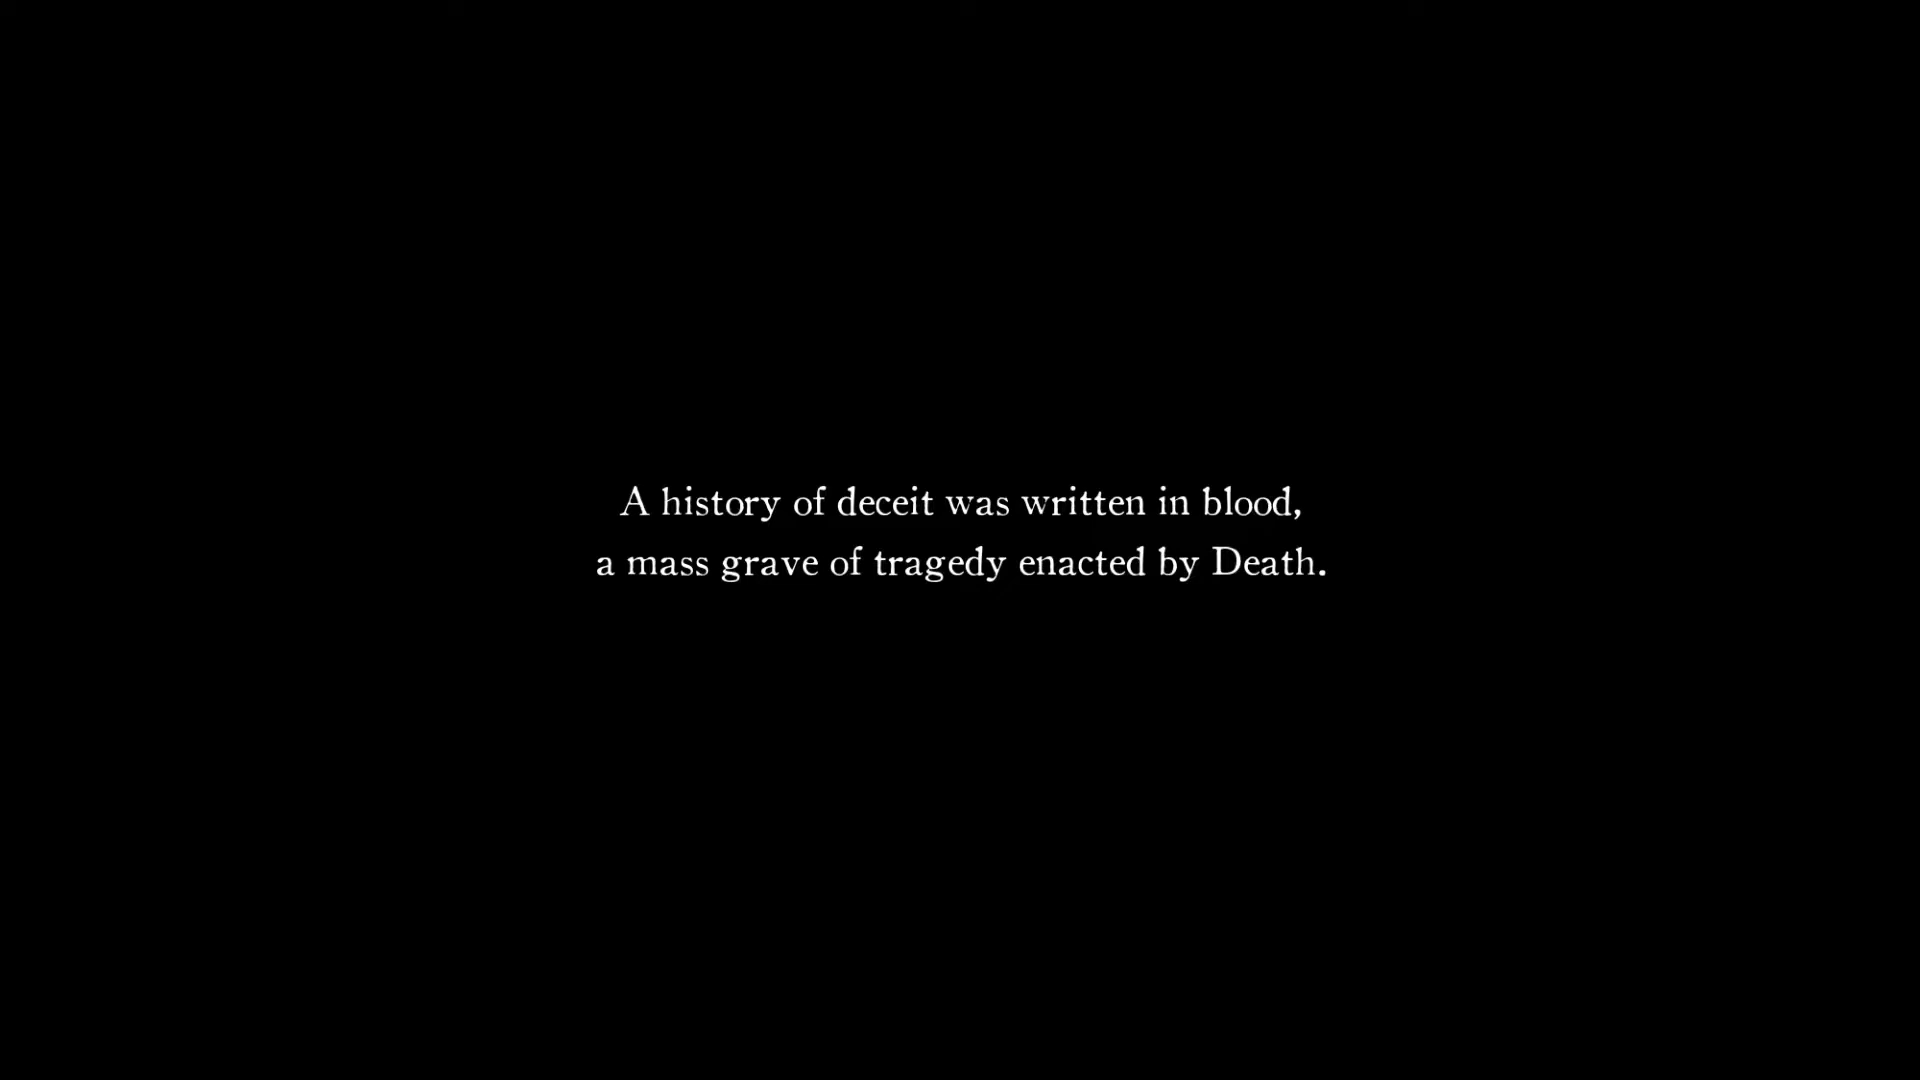 A history of deceit was written in blood,
a mass grave of tragedy enacted by Death.